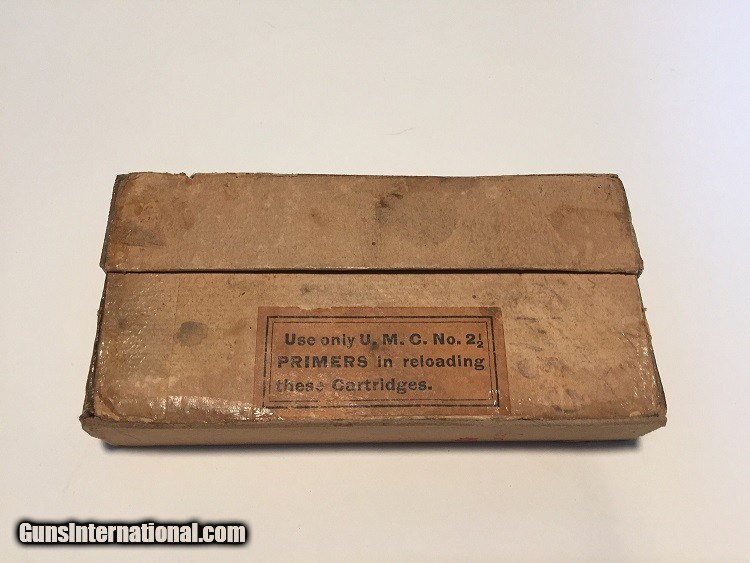 Use only U. M. C. No. 2½
PRIMERS in reloading
these Cartridges.
GunsInternational.com